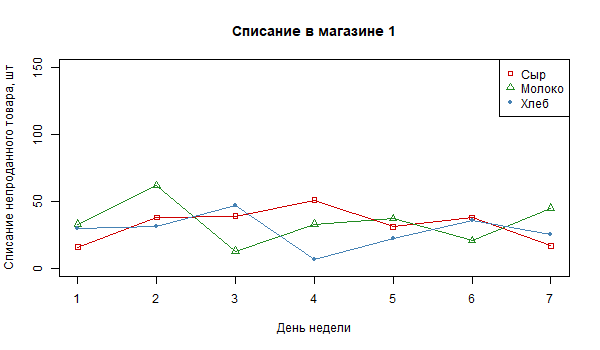 Списание в магазине 1
Списание непроданного товара, шт
150
100
50
0
Сыр
Молоко
Хлеб
1 2 3 4 5 6 7
День недели